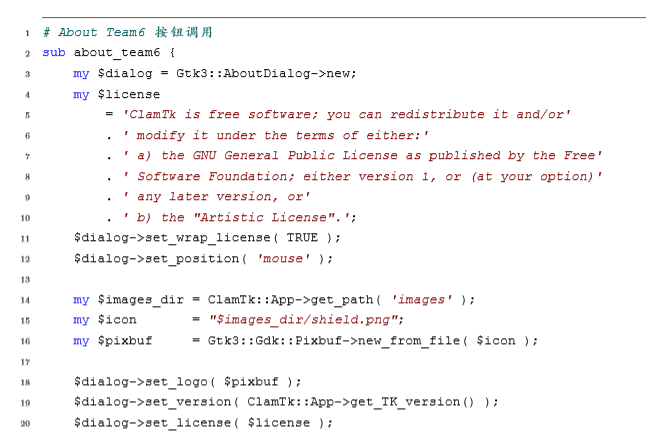 1 # About Team6 按钮调用
2 sub about_team6 {
3     my $dialog = Gtk3::AboutDialog->new;
4     my $license
5         = 'ClamTk is free software; you can redistribute it and/or'
6         . ' modify it under the terms of either:'
7         . ' a) the GNU General Public License as published by the Free'
8         . ' Software Foundation; either version 1, or (at your option)'
9         . ' any later version, or'
10         . ' b) the "Artistic License".';
11     $dialog->set_wrap_license( TRUE );
12     $dialog->set_position( 'mouse' );
13
14     my $images_dir = ClamTk::App->get_path( 'images' );
15     my $icon       = "$images_dir/shield.png";
16     my $pixbuf     = Gtk3::Gdk::Pixbuf->new_from_file( $icon );
17
18     $dialog->set_logo( $pixbuf );
19     $dialog->set_version( ClamTk::App->get_TK_version() );
20     $dialog->set_license( $license );